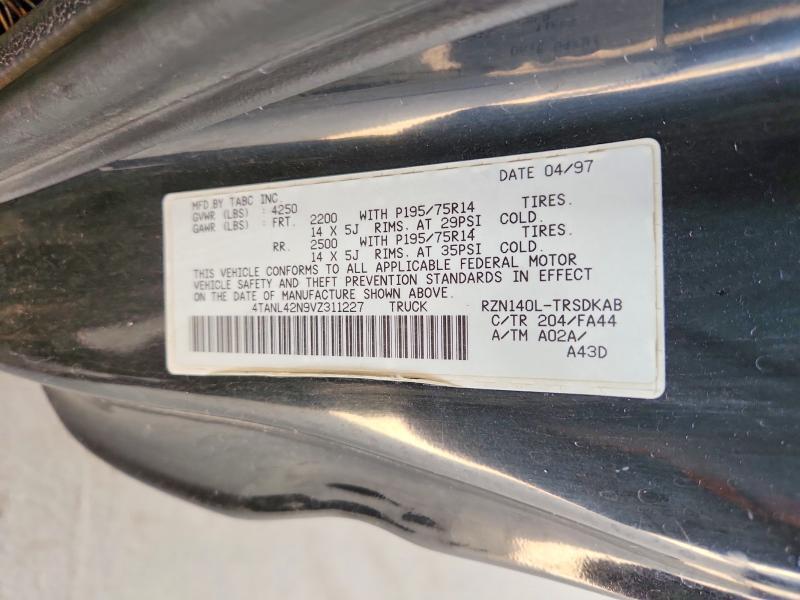 DATE 04/97
MFD.BY TABC INC.
GVWR (LBS) : 4250
GAWR (LBS) : FRT. 2200 WITH P195/75R14 TIRES.
14 X 5J RIMS. AT 29PSI COLD.
RR. 2500 WITH P195/75R14 TIRES.
14 X 5J RIMS. AT 35PSI COLD.
THIS VEHICLE CONFORMS TO ALL APPLICABLE FEDERAL MOTOR
VEHICLE SAFETY AND THEFT PREVENTION STANDARDS IN EFFECT
ON THE DATE OF MANUFACTURE SHOWN ABOVE.
4TANL42N9VZ311227 TRUCK RZN140L-TRSDKAB
C/TR 204/FA44
A/TM A02A/
A43D